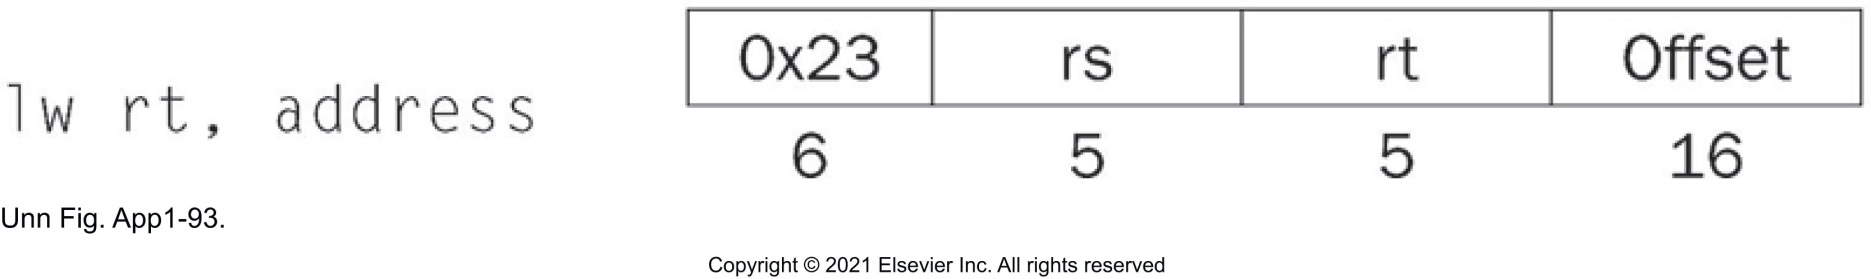 0x23 rs rt Offset
lw rt, address
6 5 5 16
Unn Fig. App1-93.
Copyright © 2021 Elsevier Inc. All rights reserved